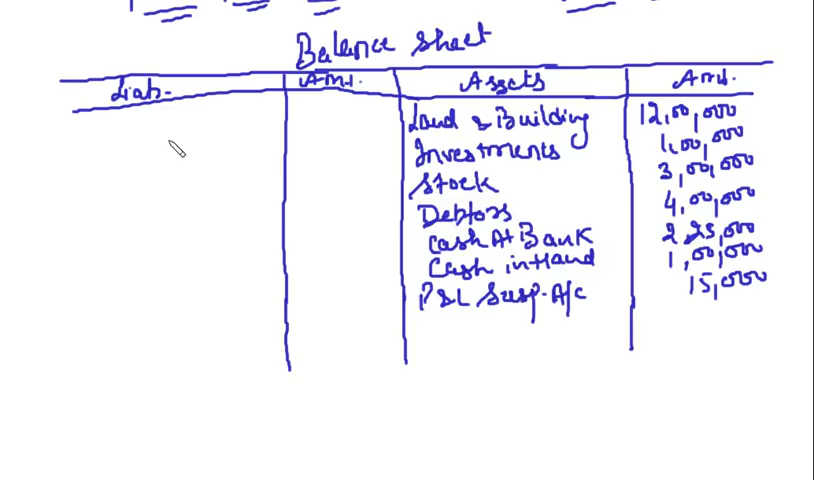 Balance Sheet
Liab. Amt. Assets Amt.
Land & Building 12,00,000
Investments 1,00,000
Stock 3,00,000
Debtors 4,00,000
Cash At Bank 2,25,000
Cash in Hand 1,00,000
P&L Susp. A/c 15,000